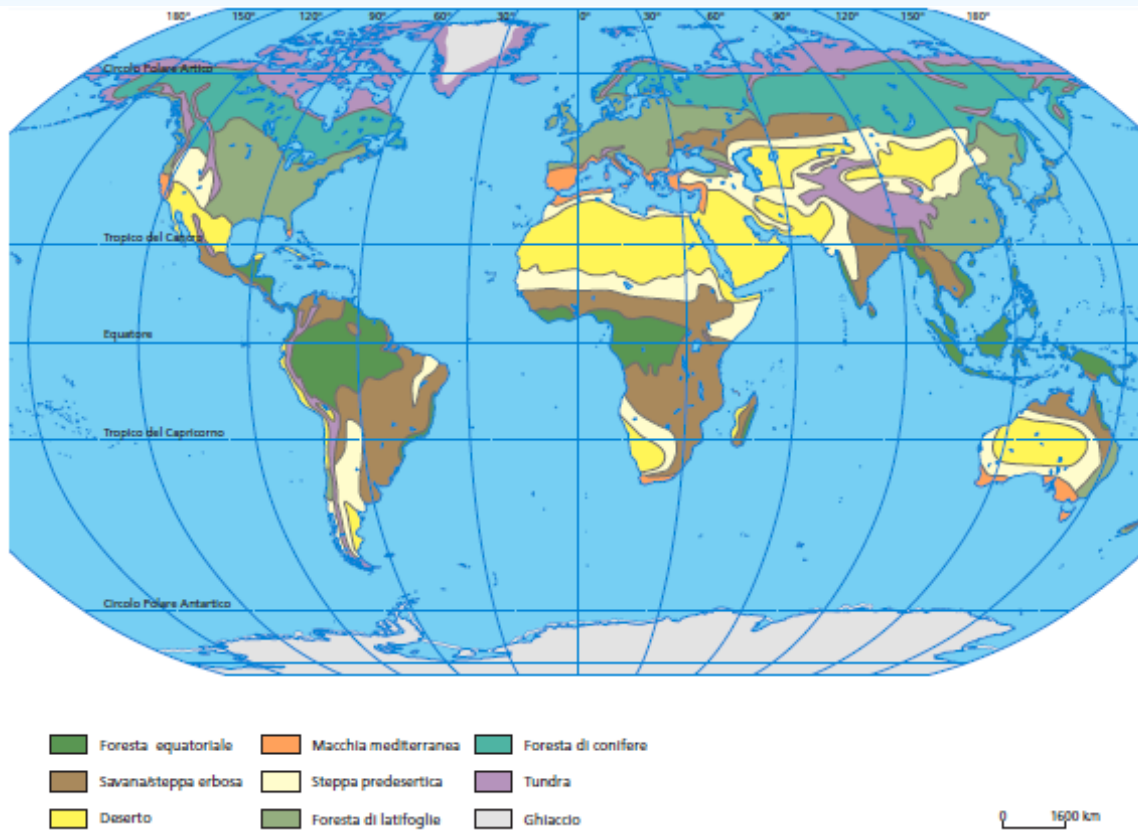 180° 150° 120° 90° 60° 30° 0° 30° 60° 90° 120° 150° 180°
Circolo Polare Artico
Tropico del Cancro
Equatore
Tropico del Capricorno
Circolo Polare Antartico
Foresta equatoriale Macchia mediterranea Foresta di conifere
Savana/steppa erbosa Steppa predesertica Tundra
Deserto Foresta di latifoglie Ghiaccio
0 1600 km